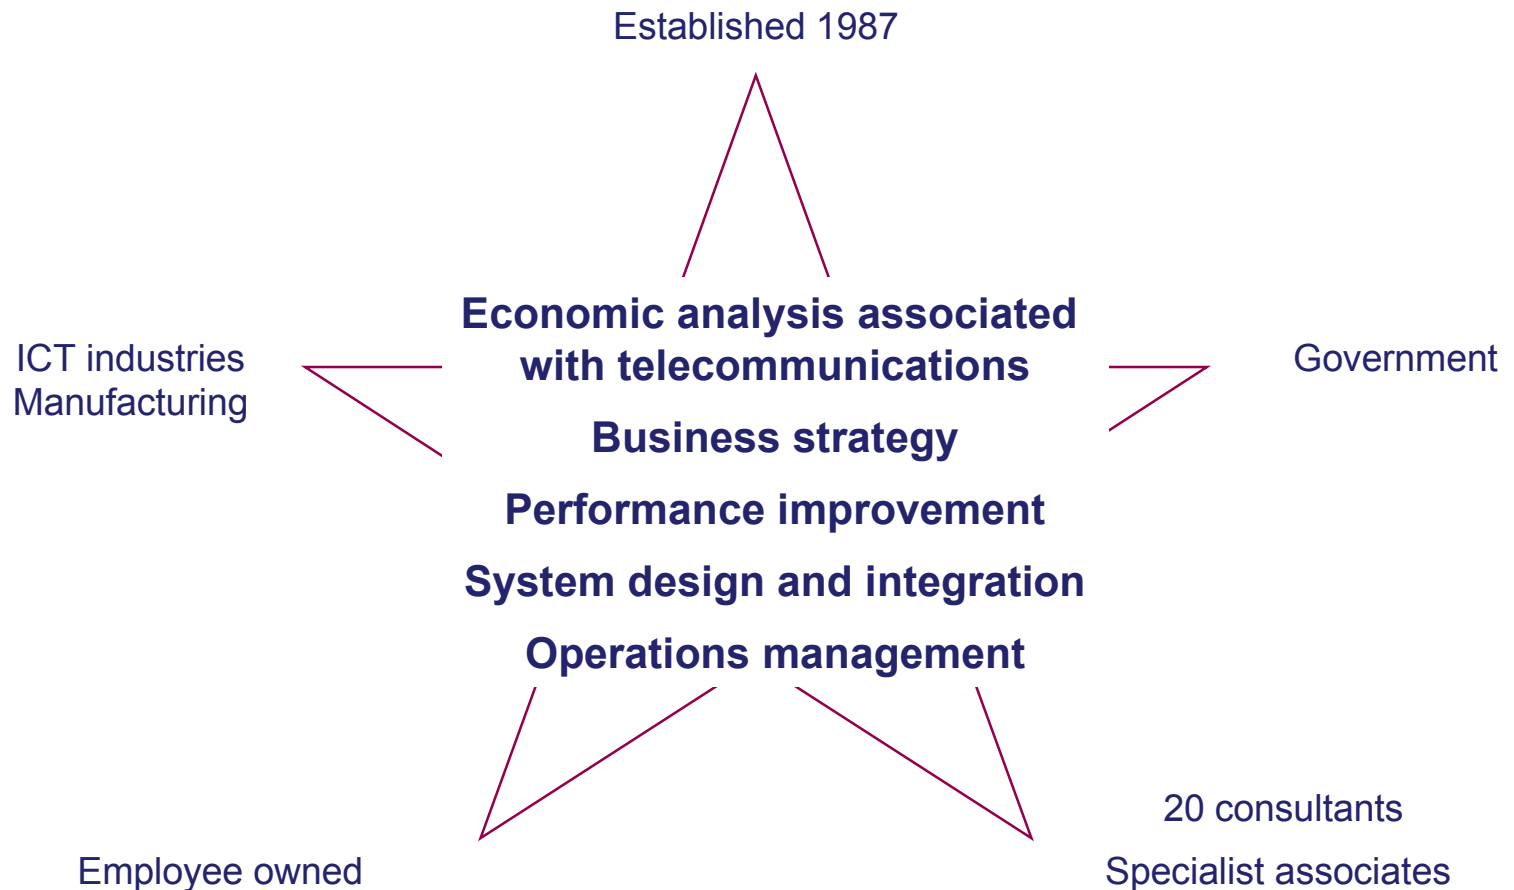 Established 1987
Economic analysis associated
with telecommunications
ICT industries
Manufacturing
Government
Business strategy
Performance improvement
System design and integration
Operations management
20 consultants
Employee owned
Specialist associates